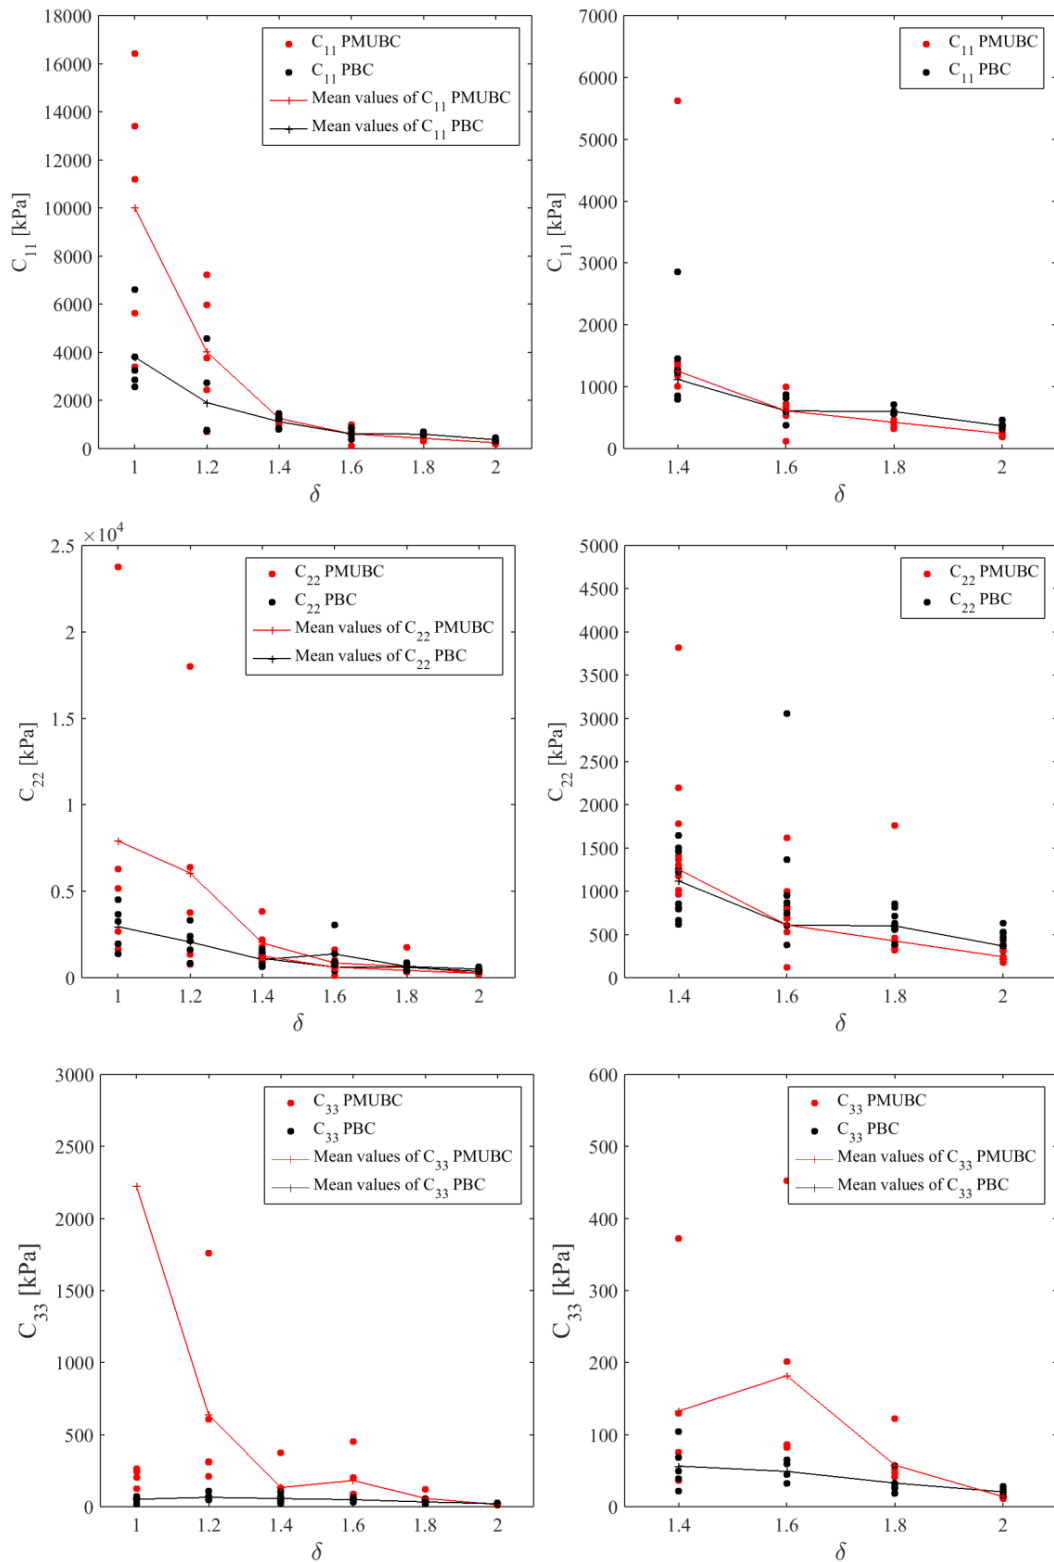 18000
16000
14000
12000
10000
8000
6000
4000
2000
0
C₁₁ [kPa]
C₁₁ PMUBC
C₁₁ PBC
Mean values of C₁₁ PMUBC
Mean values of C₁₁ PBC
1 1.2 1.4 1.6 1.8 2
δ
7000
6000
5000
4000
3000
2000
1000
0
C₁₁ [kPa]
C₁₁ PMUBC
C₁₁ PBC
1.4 1.6 1.8 2
δ
×10⁴
2.5
2
1.5
1
0.5
0
C₂₂ [kPa]
C₂₂ PMUBC
C₂₂ PBC
Mean values of C₂₂ PMUBC
Mean values of C₂₂ PBC
1 1.2 1.4 1.6 1.8 2
δ
5000
4500
4000
3500
3000
2500
2000
1500
1000
500
0
C₂₂ [kPa]
C₂₂ PMUBC
C₂₂ PBC
1.4 1.6 1.8 2
δ
3000
2500
2000
1500
1000
500
0
C₃₃ [kPa]
C₃₃ PMUBC
C₃₃ PBC
Mean values of C₃₃ PMUBC
Mean values of C₃₃ PBC
1 1.2 1.4 1.6 1.8 2
δ
600
500
400
300
200
100
0
C₃₃ [kPa]
C₃₃ PMUBC
C₃₃ PBC
Mean values of C₃₃ PMUBC
Mean values of C₃₃ PBC
1.4 1.6 1.8 2
δ